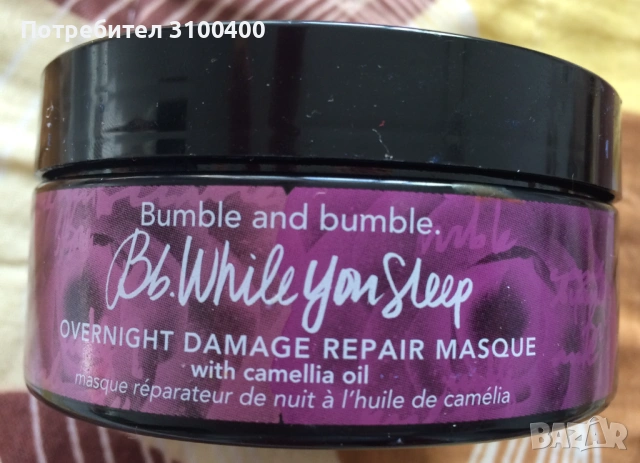 Потребител 3100400
Bumble and bumble.
Bb. While You Sleep
OVERNIGHT DAMAGE REPAIR MASQUE
with camellia oil
masque réparateur de nuit à l'huile de camélia
BAZAR